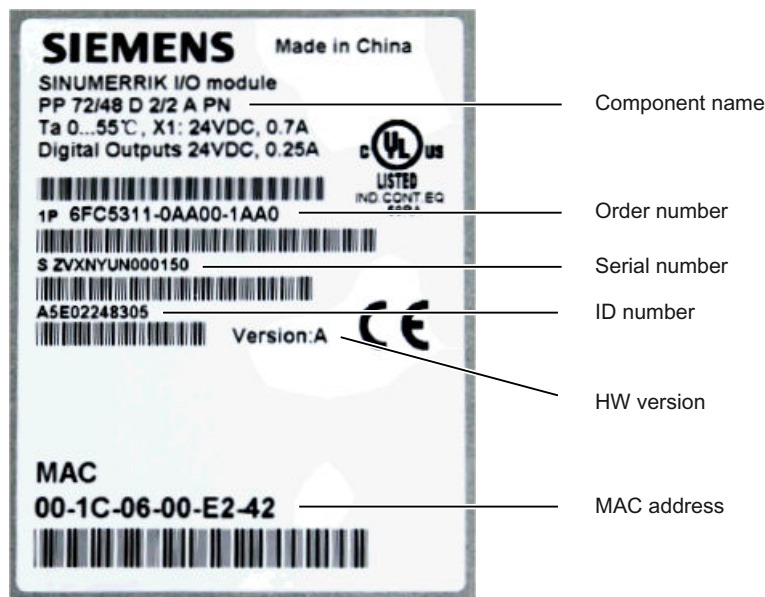 SIEMENS Made in China
SINUMERRIK I/O module
PP 72/48 D 2/2 A PN
Component name
Ta 0...55℃, X1: 24VDC, 0.7A
Digital Outputs 24VDC, 0.25A
C UL US
LISTED
IND.CONT.EQ
1P 6FC5311-0AA00-1AA0
Order number
S ZVXNYUN000150
Serial number
A5E02248305
ID number
Version:A CE
HW version
MAC
00-1C-06-00-E2-42
MAC address